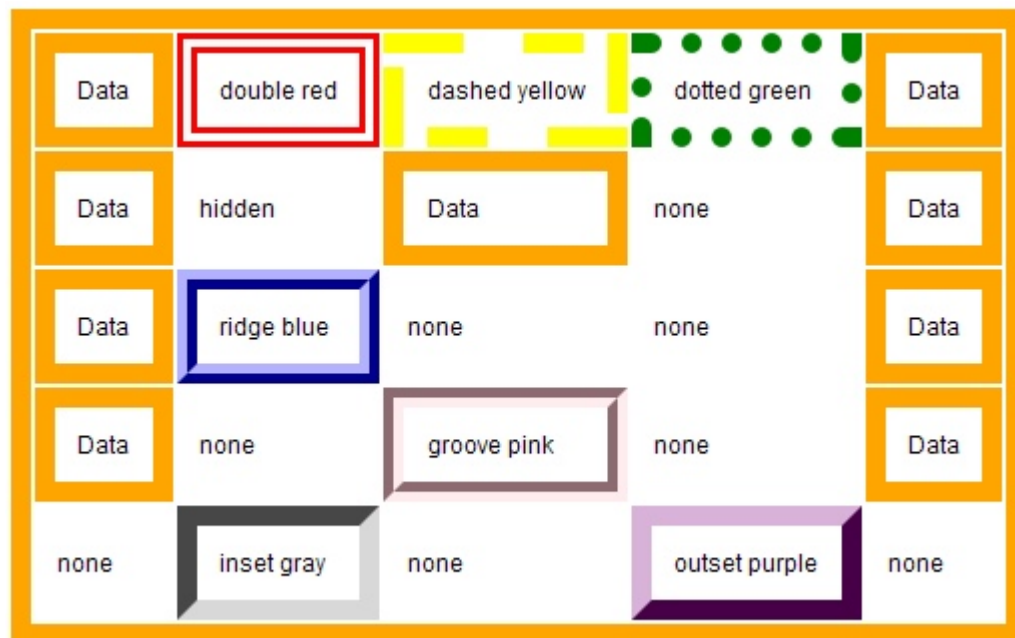 Data double red dashed yellow dotted green Data
Data hidden Data none Data
Data ridge blue none none Data
Data none groove pink none Data
none inset gray none outset purple none